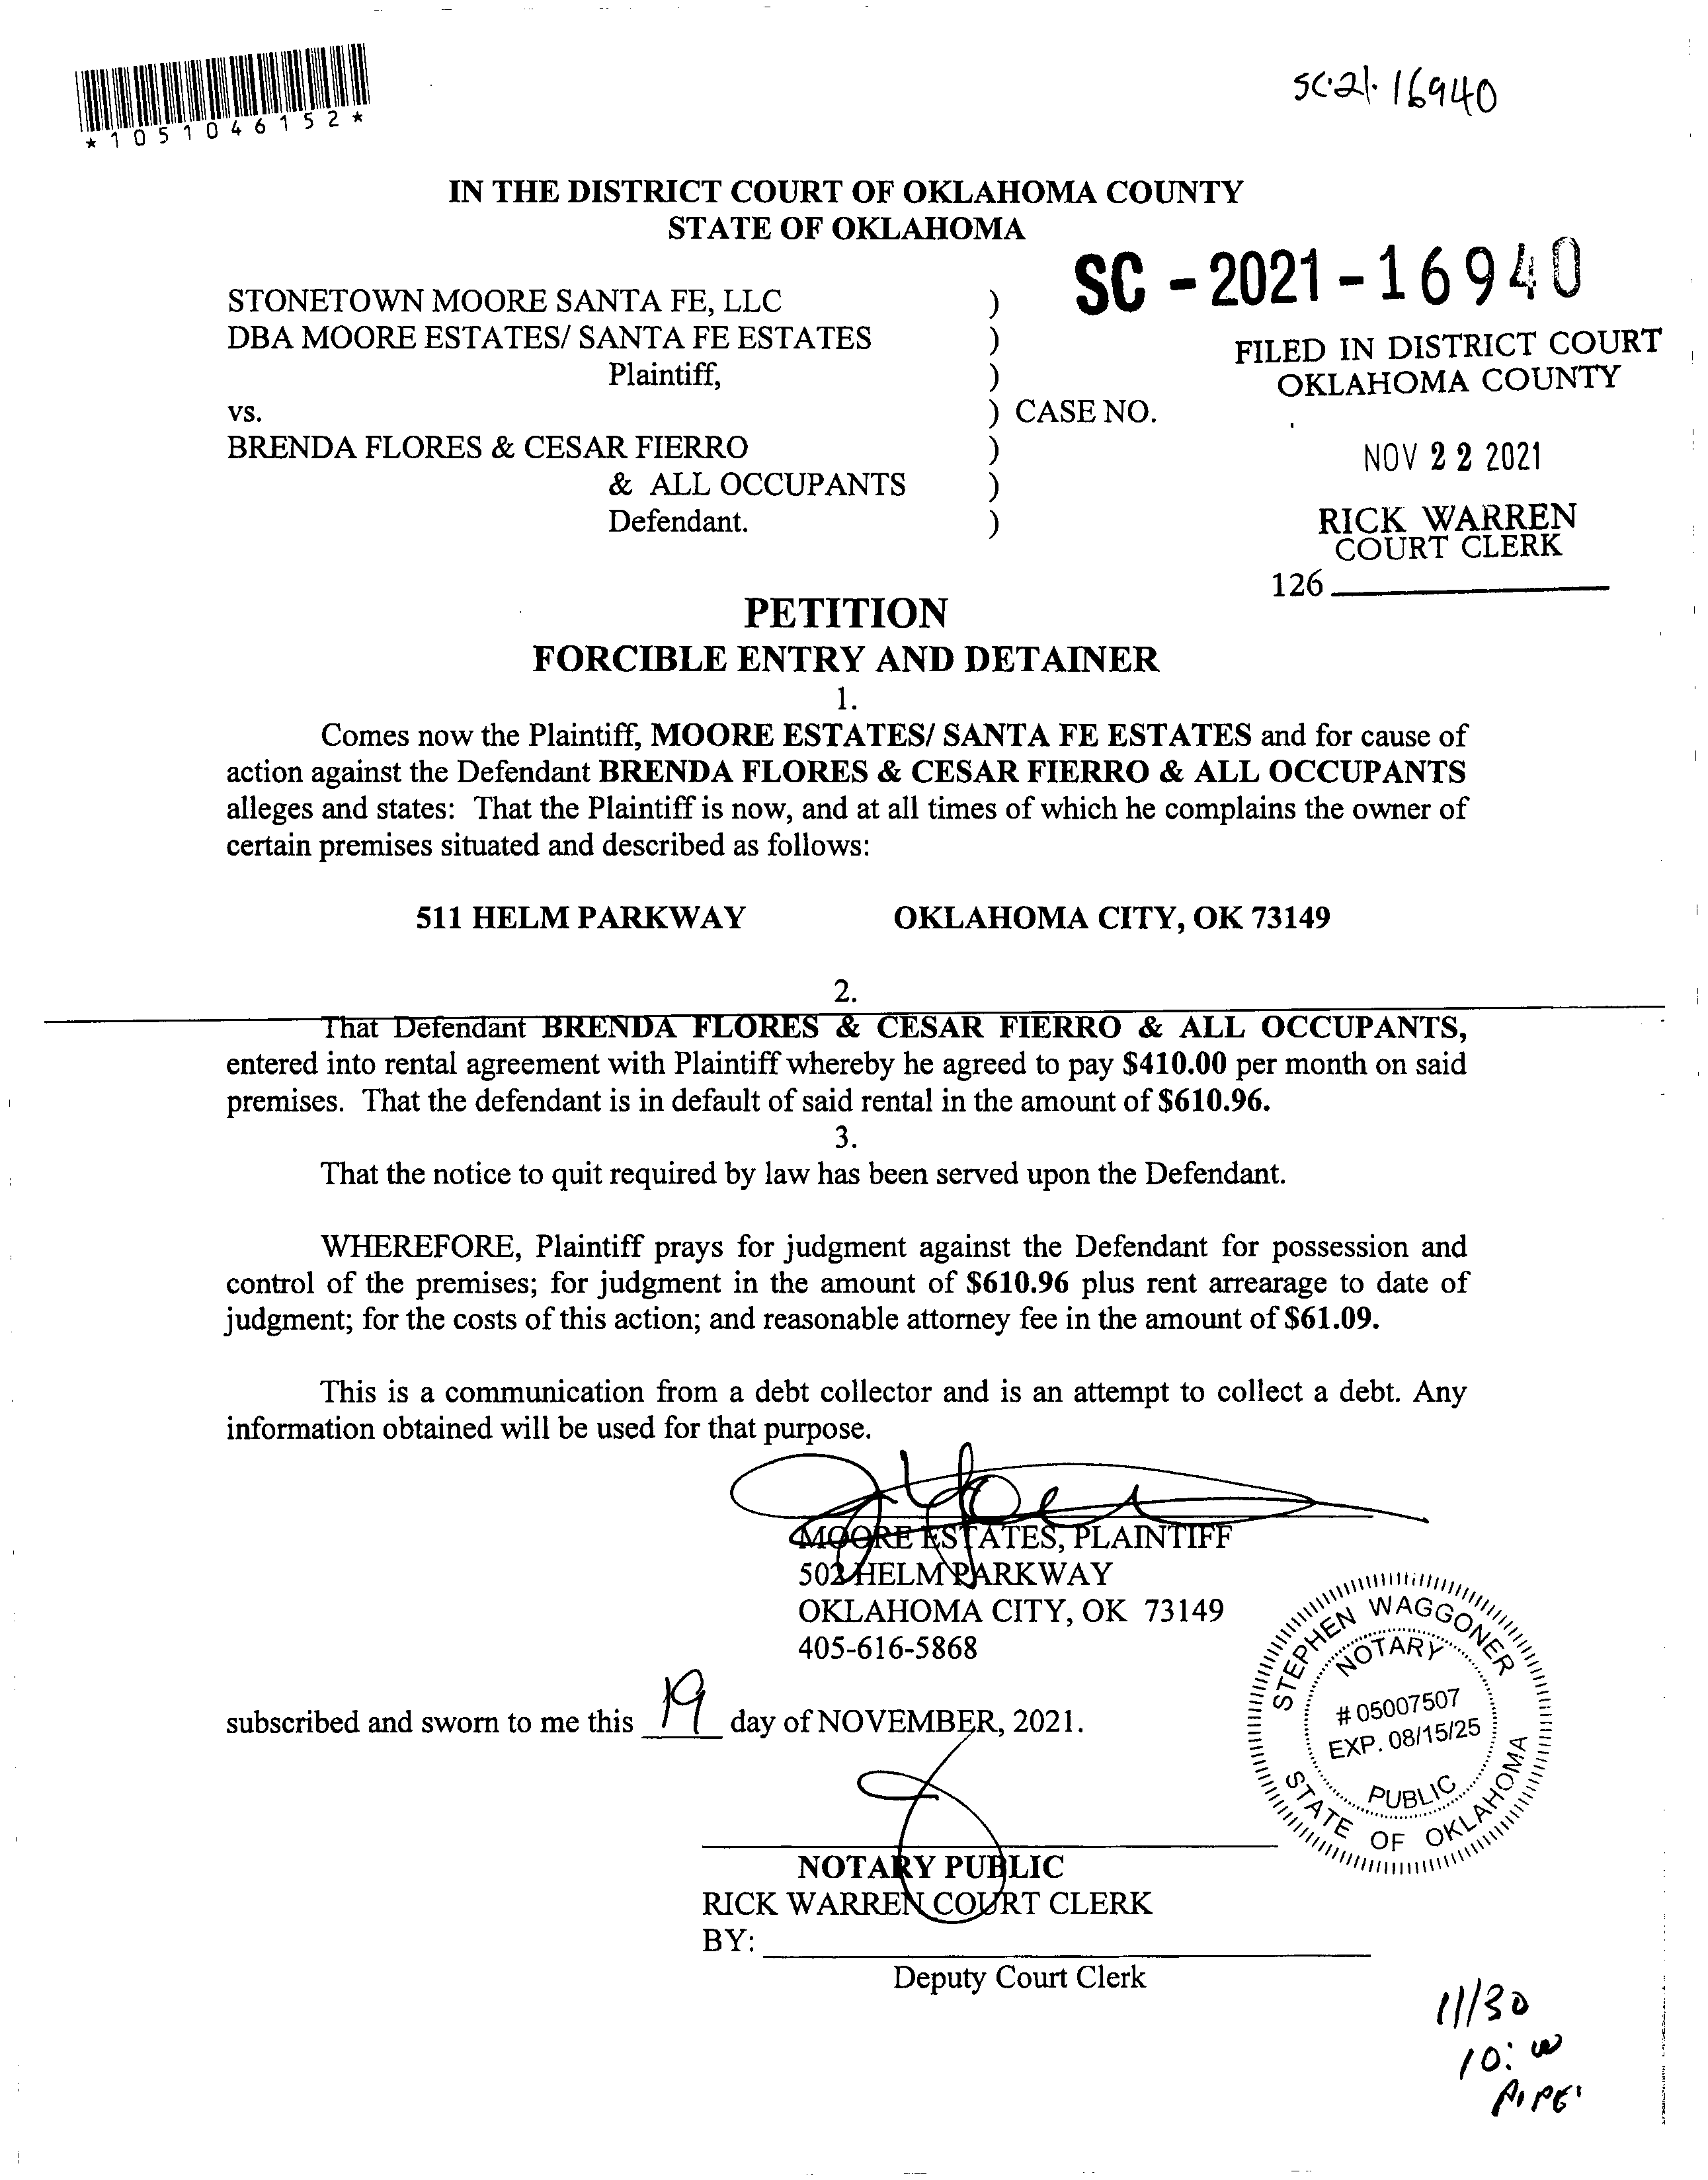 *1051046152*
SC-21-16940
IN THE DISTRICT COURT OF OKLAHOMA COUNTY
STATE OF OKLAHOMA
SC - 2021 - 16940
STONETOWN MOORE SANTA FE, LLC )
DBA MOORE ESTATES/ SANTA FE ESTATES )
Plaintiff, )
vs. ) CASE NO.
BRENDA FLORES & CESAR FIERRO )
& ALL OCCUPANTS )
Defendant. )
FILED IN DISTRICT COURT
OKLAHOMA COUNTY
NOV 22 2021
RICK WARREN
COURT CLERK
126
PETITION
FORCIBLE ENTRY AND DETAINER
1.
Comes now the Plaintiff, MOORE ESTATES/ SANTA FE ESTATES and for cause of
action against the Defendant BRENDA FLORES & CESAR FIERRO & ALL OCCUPANTS
alleges and states: That the Plaintiff is now, and at all times of which he complains the owner of
certain premises situated and described as follows:
511 HELM PARKWAY OKLAHOMA CITY, OK 73149
2.
That Defendant BRENDA FLORES & CESAR FIERRO & ALL OCCUPANTS,
entered into rental agreement with Plaintiff whereby he agreed to pay $410.00 per month on said
premises. That the defendant is in default of said rental in the amount of $610.96.
3.
That the notice to quit required by law has been served upon the Defendant.
WHEREFORE, Plaintiff prays for judgment against the Defendant for possession and
control of the premises; for judgment in the amount of $610.96 plus rent arrearage to date of
judgment; for the costs of this action; and reasonable attorney fee in the amount of $61.09.
This is a communication from a debt collector and is an attempt to collect a debt. Any
information obtained will be used for that purpose.
MOORE ESTATES, PLAINTIFF
502 HELM PARKWAY
OKLAHOMA CITY, OK 73149
405-616-5868
STEPHEN WAGGONER
NOTARY
# 05007507
EXP. 08/15/25
PUBLIC
STATE OF OKLAHOMA
subscribed and sworn to me this 19 day of NOVEMBER, 2021.
NOTARY PUBLIC
RICK WARREN COURT CLERK
BY:
Deputy Court Clerk
11/30
10: